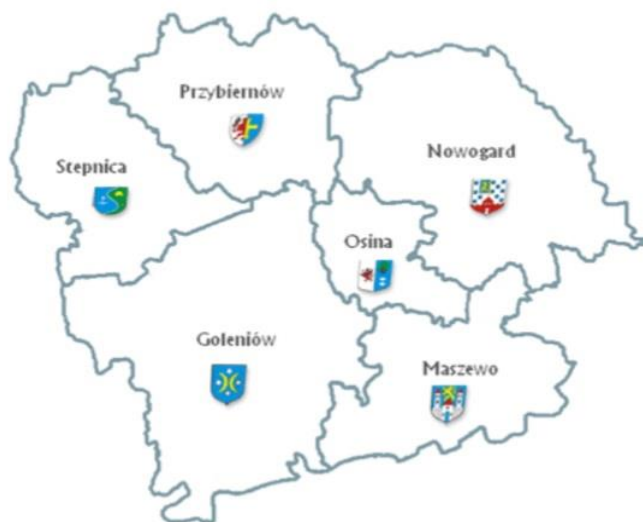 Przybiernów
Nowogard
Stepnica
Osina
Goleniów
Maszewo